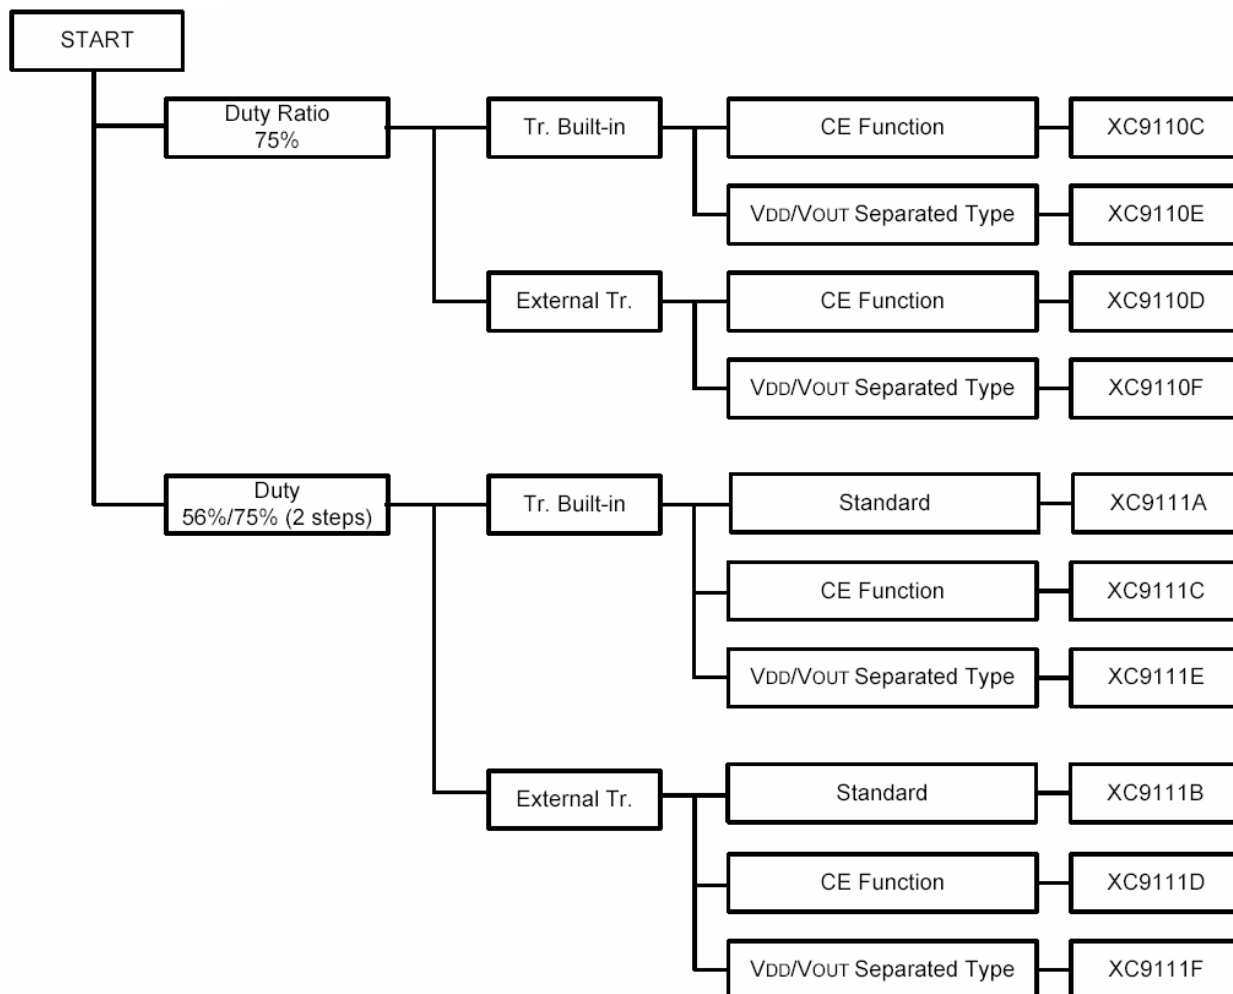 START
Duty Ratio
75%
Tr. Built-in
CE Function
XC9110C
VDD/VOUT Separated Type
XC9110E
External Tr.
CE Function
XC9110D
VDD/VOUT Separated Type
XC9110F
Duty
56%/75% (2 steps)
Tr. Built-in
Standard
XC9111A
CE Function
XC9111C
VDD/VOUT Separated Type
XC9111E
External Tr.
Standard
XC9111B
CE Function
XC9111D
VDD/VOUT Separated Type
XC9111F